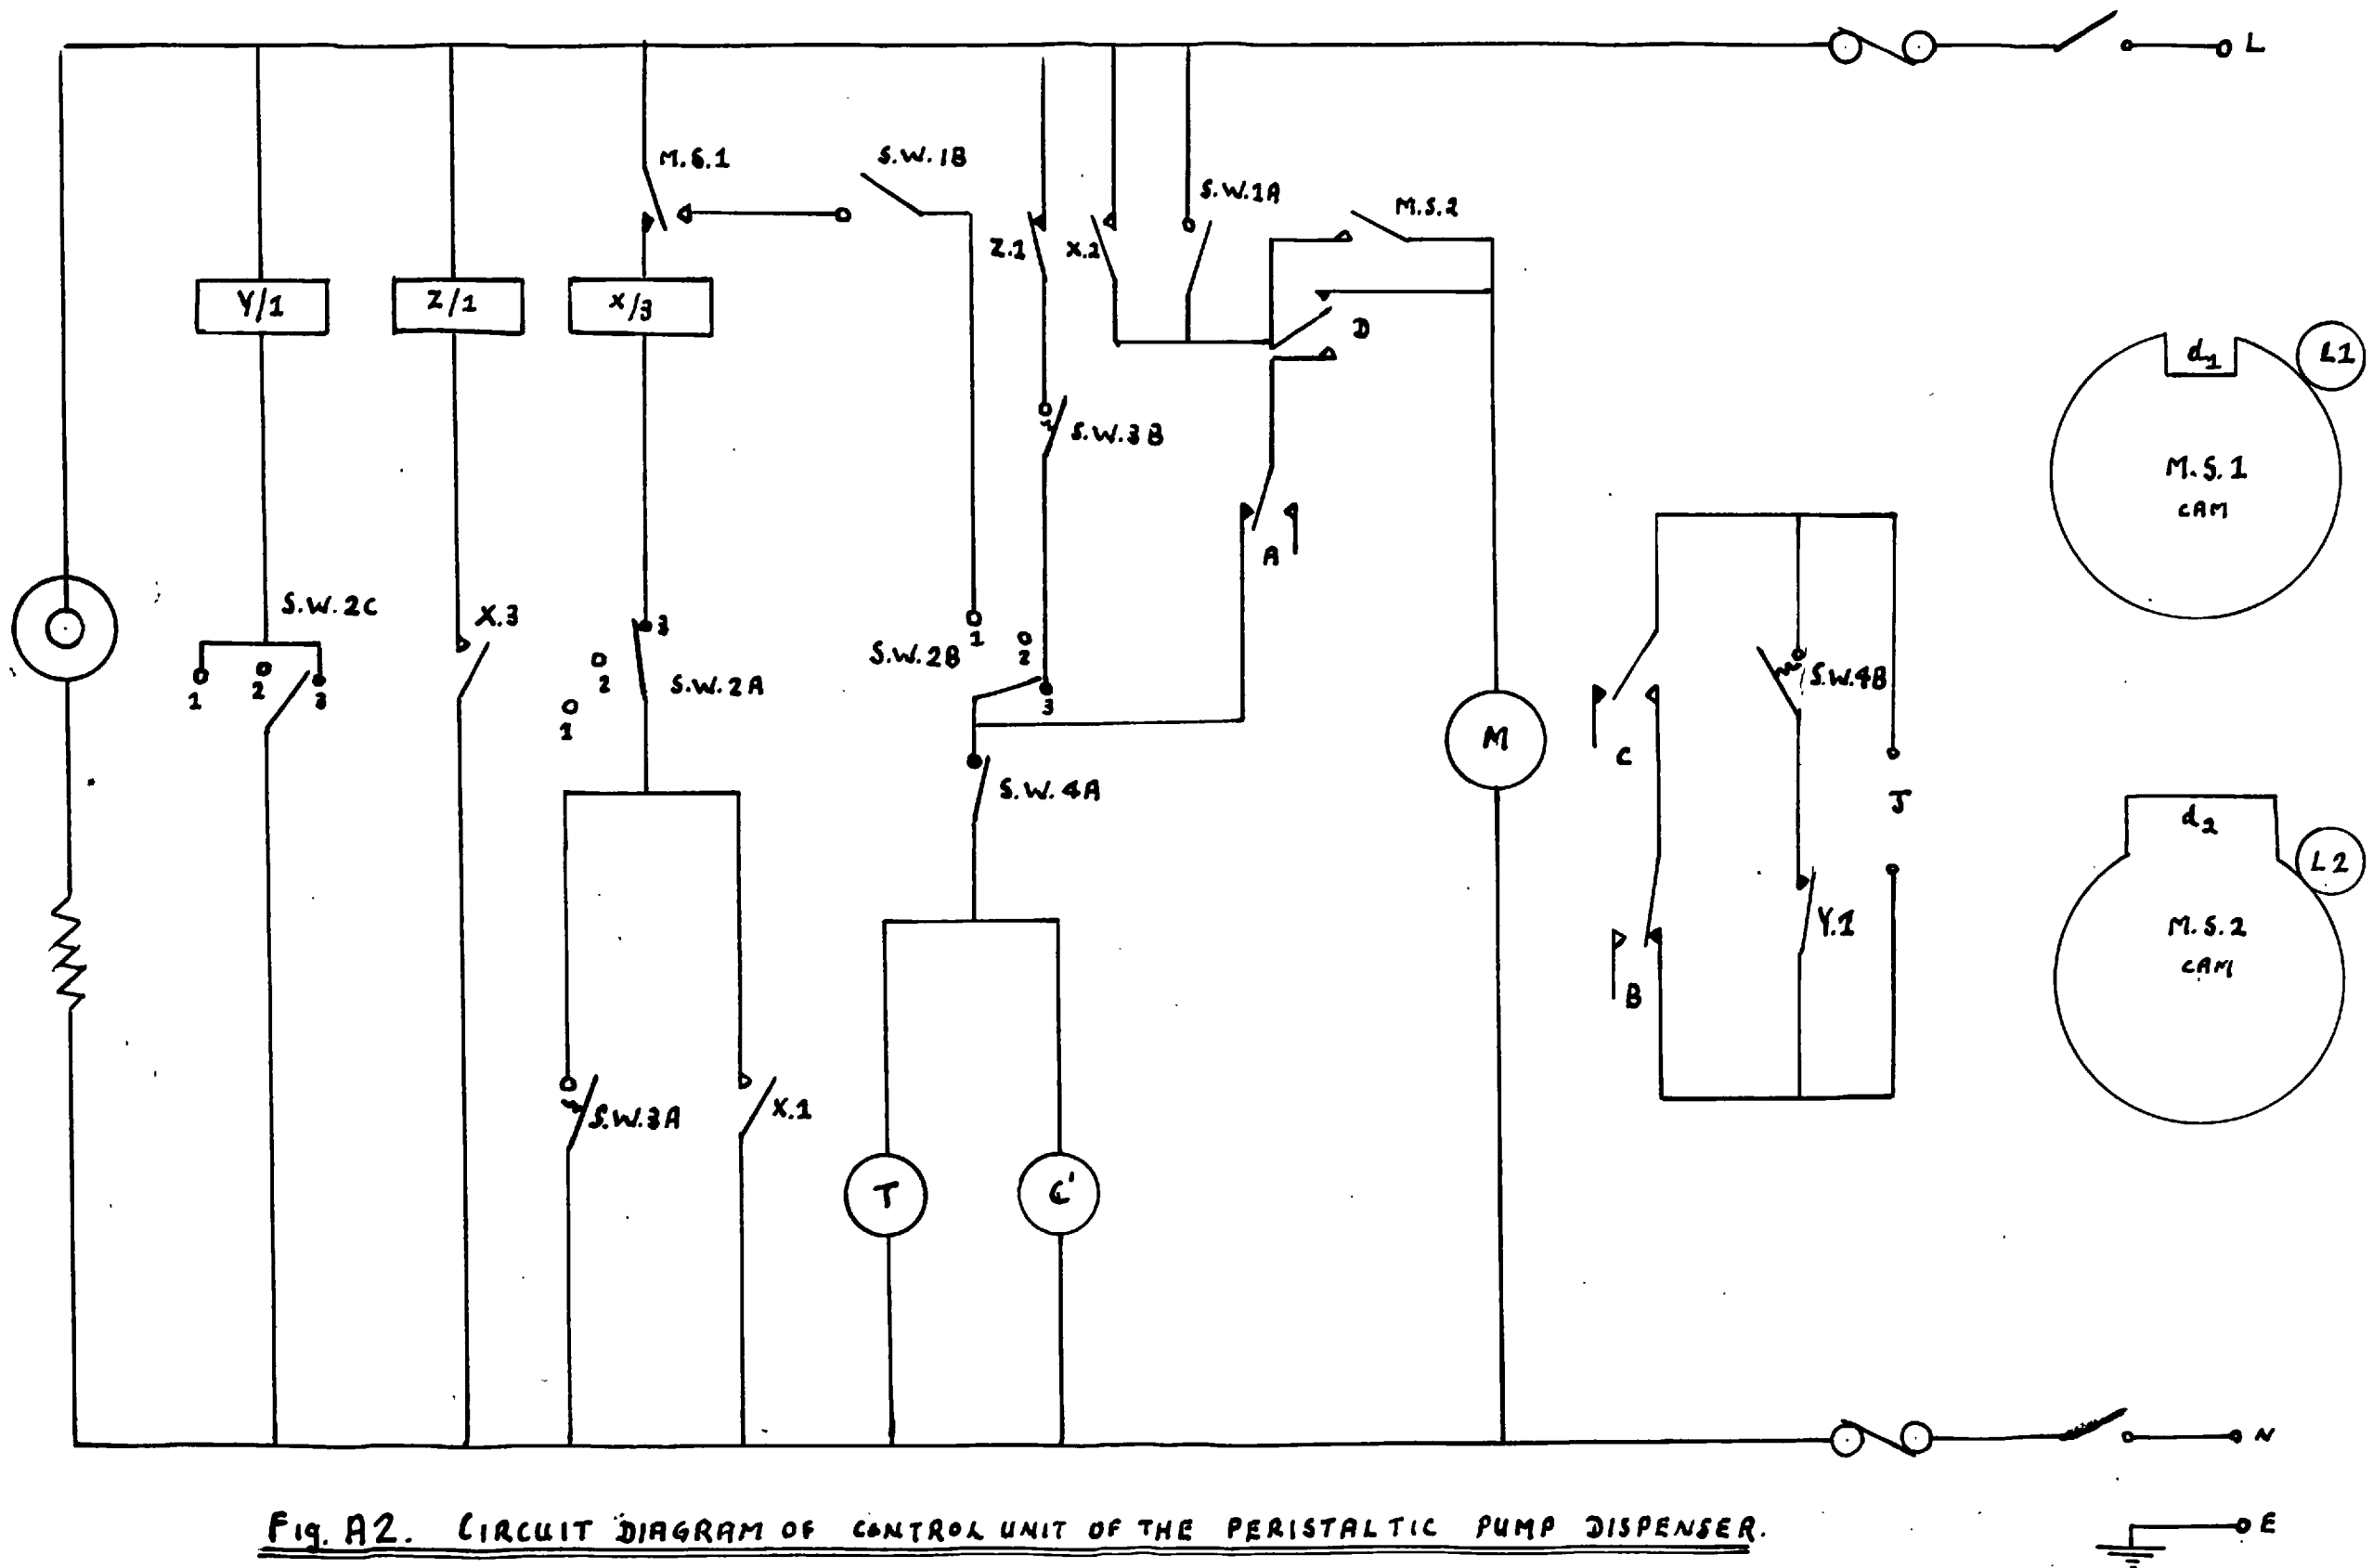 L
M.S.1
S.W.1B
S.W.1A
M.S.2
Z.1
X.2
Y/1
Z/1
X/3
D
d1
L1
S.W.3B
M.S.1
CAM
A
S.W.2C
X.3
3
1
2
S.W.2B
1
2
3
2
S.W.2A
3
1
S.W.4B
C
M
S.W.4A
J
d2
L2
Y.1
M.S.2
CAM
B
S.W.3A
X.1
T
C'
N
Fig. A2. CIRCUIT DIAGRAM OF CONTROL UNIT OF THE PERISTALTIC PUMP DISPENSER.
E